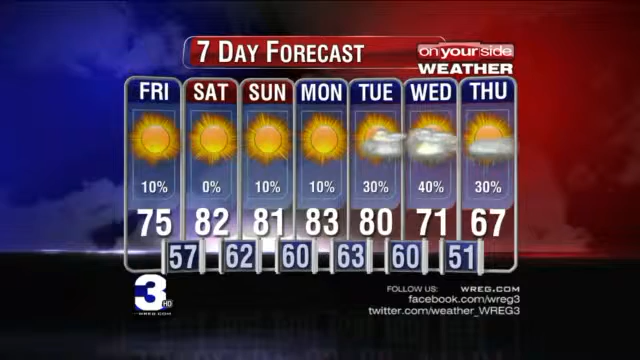 7 DAY FORECAST
on your side
WEATHER
FRI SAT SUN MON TUE WED THU
10% 0% 10% 10% 30% 40% 30%
75 82 81 83 80 71 67
57 62 60 63 60 51
3 HD
WREG.COM
FOLLOW US: WREG.COM
facebook.com/wreg3
twitter.com/weather_WREG3